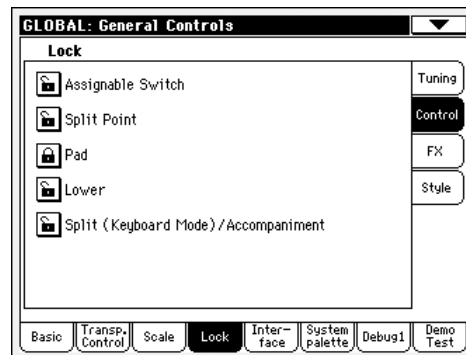 GLOBAL: General Controls
Lock
Assignable Switch
Split Point
Pad
Lower
Split (Keyboard Mode)/Accompaniment
Tuning
Control
FX
Style
Basic
Transp.
Control
Scale
Lock
Inter-
face
System
palette
Debug1
Demo
Test